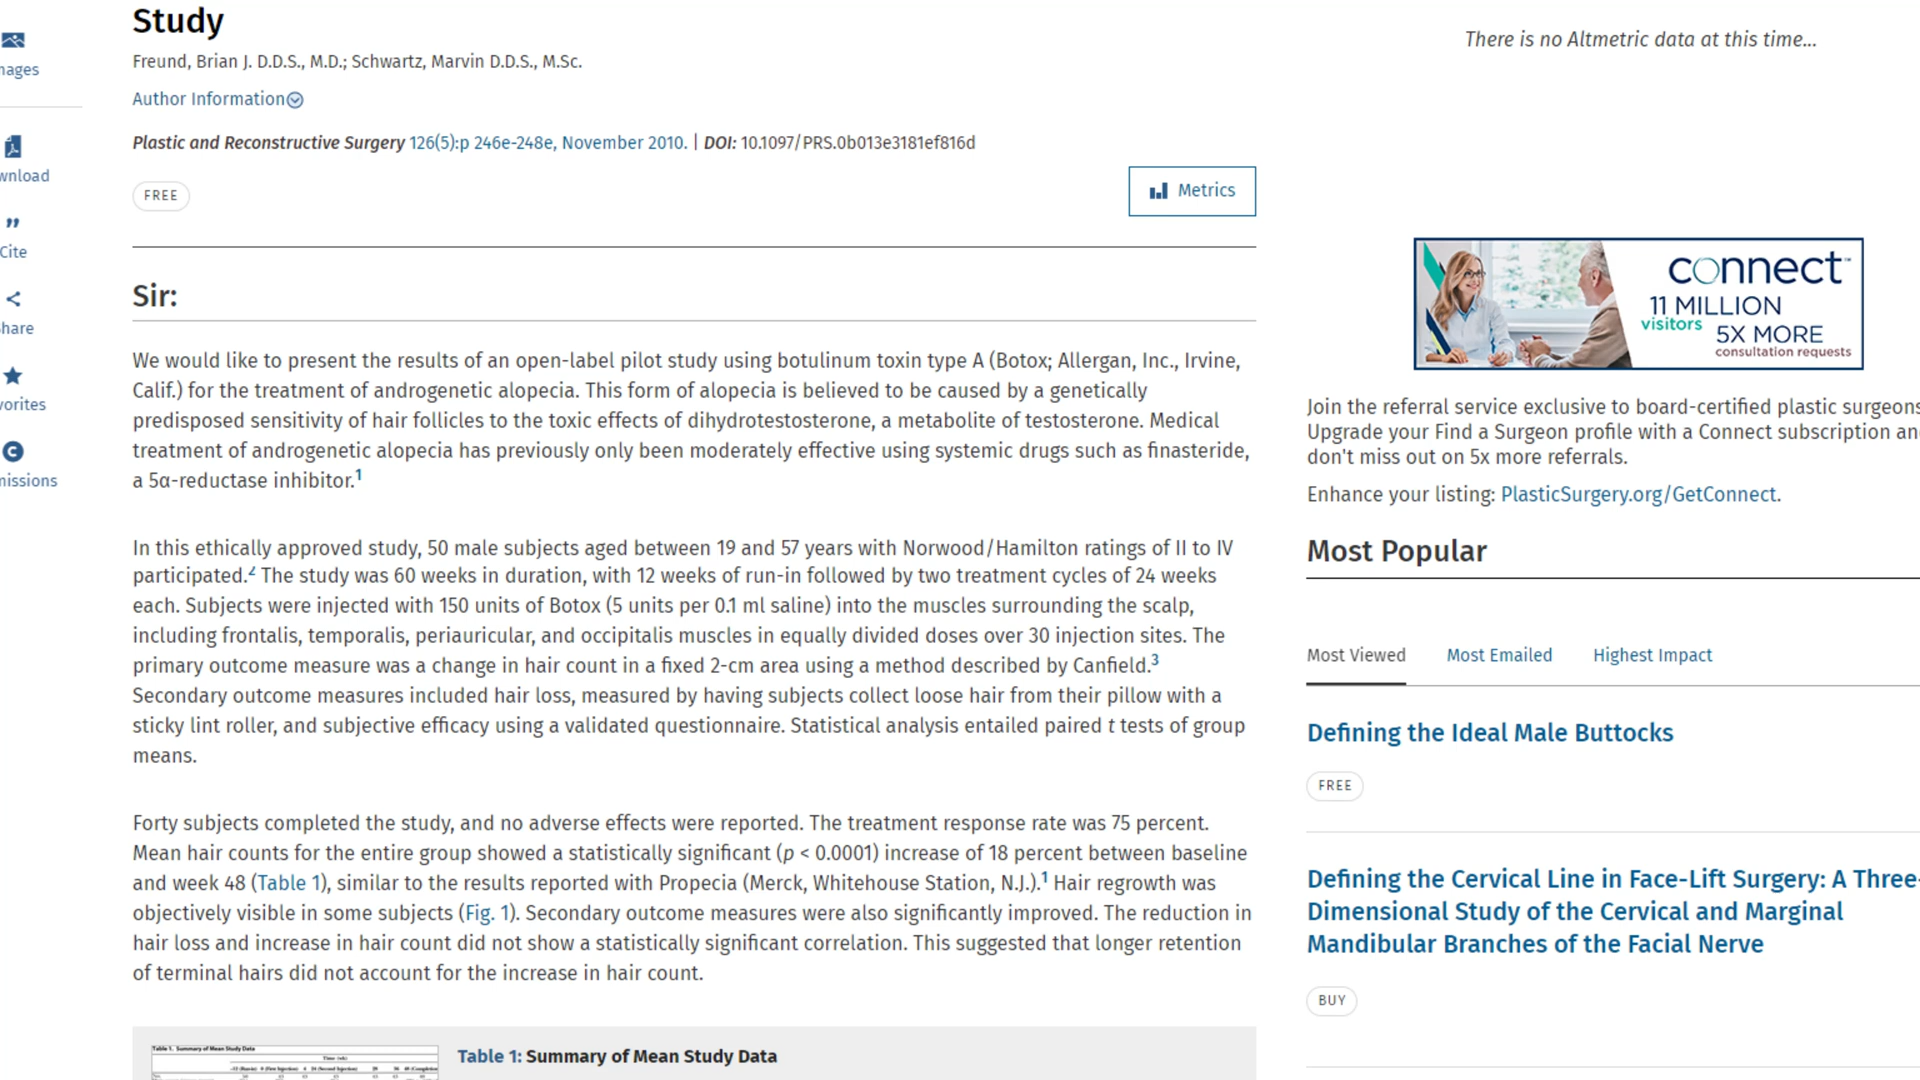 Study
Freund, Brian J. D.D.S., M.D.; Schwartz, Marvin D.D.S., M.Sc.
Author Information
Plastic and Reconstructive Surgery 126(5):p 246e-248e, November 2010. | DOI: 10.1097/PRS.0b013e3181ef816d
FREE
Metrics
Sir:
We would like to present the results of an open-label pilot study using botulinum toxin type A (Botox; Allergan, Inc., Irvine,
Calif.) for the treatment of androgenetic alopecia. This form of alopecia is believed to be caused by a genetically
predisposed sensitivity of hair follicles to the toxic effects of dihydrotestosterone, a metabolite of testosterone. Medical
treatment of androgenetic alopecia has previously only been moderately effective using systemic drugs such as finasteride,
a 5α-reductase inhibitor.1
In this ethically approved study, 50 male subjects aged between 19 and 57 years with Norwood/Hamilton ratings of II to IV
participated.2 The study was 60 weeks in duration, with 12 weeks of run-in followed by two treatment cycles of 24 weeks
each. Subjects were injected with 150 units of Botox (5 units per 0.1 ml saline) into the muscles surrounding the scalp,
including frontalis, temporalis, periauricular, and occipitalis muscles in equally divided doses over 30 injection sites. The
primary outcome measure was a change in hair count in a fixed 2-cm area using a method described by Canfield.3
Secondary outcome measures included hair loss, measured by having subjects collect loose hair from their pillow with a
sticky lint roller, and subjective efficacy using a validated questionnaire. Statistical analysis entailed paired t tests of group
means.
Forty subjects completed the study, and no adverse effects were reported. The treatment response rate was 75 percent.
Mean hair counts for the entire group showed a statistically significant (p < 0.0001) increase of 18 percent between baseline
and week 48 (Table 1), similar to the results reported with Propecia (Merck, Whitehouse Station, N.J.).1 Hair regrowth was
objectively visible in some subjects (Fig. 1). Secondary outcome measures were also significantly improved. The reduction in
hair loss and increase in hair count did not show a statistically significant correlation. This suggested that longer retention
of terminal hairs did not account for the increase in hair count.
Table 1. Summary of Mean Study Data
Table 1: Summary of Mean Study Data
mages
wnload
Cite
hare
vorites
missions
There is no Altmetric data at this time...
connect
11 MILLION
visitors
5X MORE
consultation requests
Join the referral service exclusive to board-certified plastic surgeons
Upgrade your Find a Surgeon profile with a Connect subscription an
don't miss out on 5x more referrals.
Enhance your listing: PlasticSurgery.org/GetConnect.
Most Popular
Most Viewed Most Emailed Highest Impact
Defining the Ideal Male Buttocks
FREE
Defining the Cervical Line in Face-Lift Surgery: A Three-
Dimensional Study of the Cervical and Marginal
Mandibular Branches of the Facial Nerve
BUY